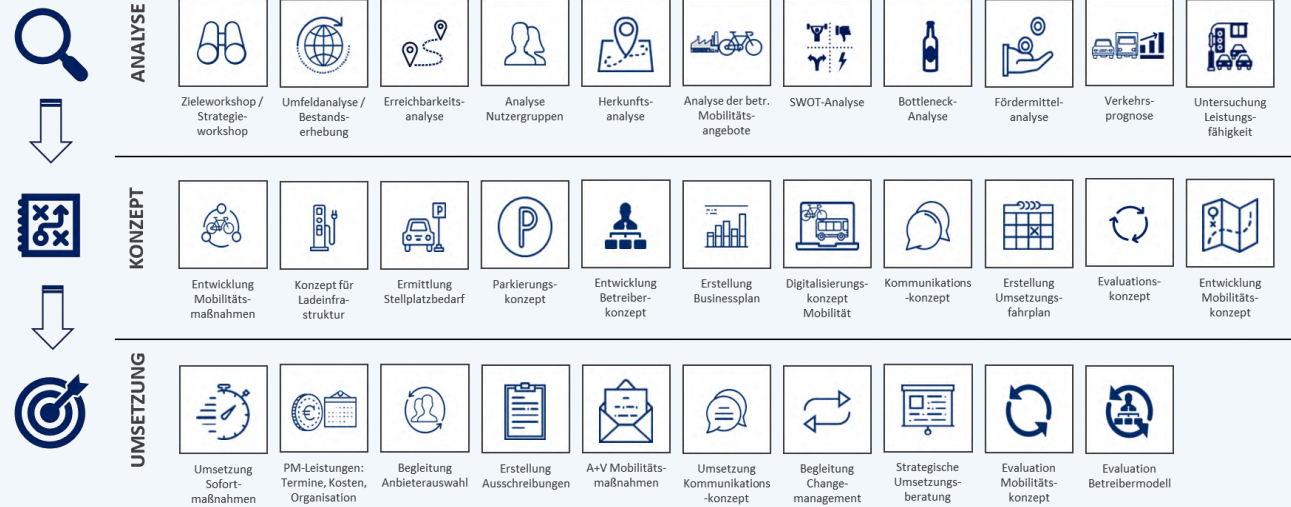 ANALYSE
Zieleworkshop /
Strategie-
workshop
Umfeldanalyse /
Bestands-
erhebung
Erreichbarkeits-
analyse
Analyse
Nutzergruppen
Herkunfts-
analyse
Analyse der betr.
Mobilitäts-
angebote
SWOT-Analyse
Bottleneck-
Analyse
Fördermittel-
analyse
Verkehrs-
prognose
Untersuchung
Leistungs-
fähigkeit
KONZEPT
P
P
Entwicklung
Mobilitäts-
maßnahmen
Konzept für
Ladeinfra-
struktur
Ermittlung
Stellplatzbedarf
Parkierungs-
konzept
Entwicklung
Betreiber-
konzept
Erstellung
Businessplan
Digitalisierungs-
konzept
Mobilität
Kommunikations
-konzept
Erstellung
Umsetzungs-
fahrplan
Evaluations-
konzept
Entwicklung
Mobilitäts-
konzept
UMSETZUNG
€
Umsetzung
Sofort-
maßnahmen
PM-Leistungen:
Termine, Kosten,
Organisation
Begleitung
Anbieterauswahl
Erstellung
Ausschreibungen
A+V Mobilitäts-
maßnahmen
Umsetzung
Kommunikations
-konzept
Begleitung
Change-
management
Strategische
Umsetzungs-
beratung
Evaluation
Mobilitäts-
konzept
Evaluation
Betreibermodell